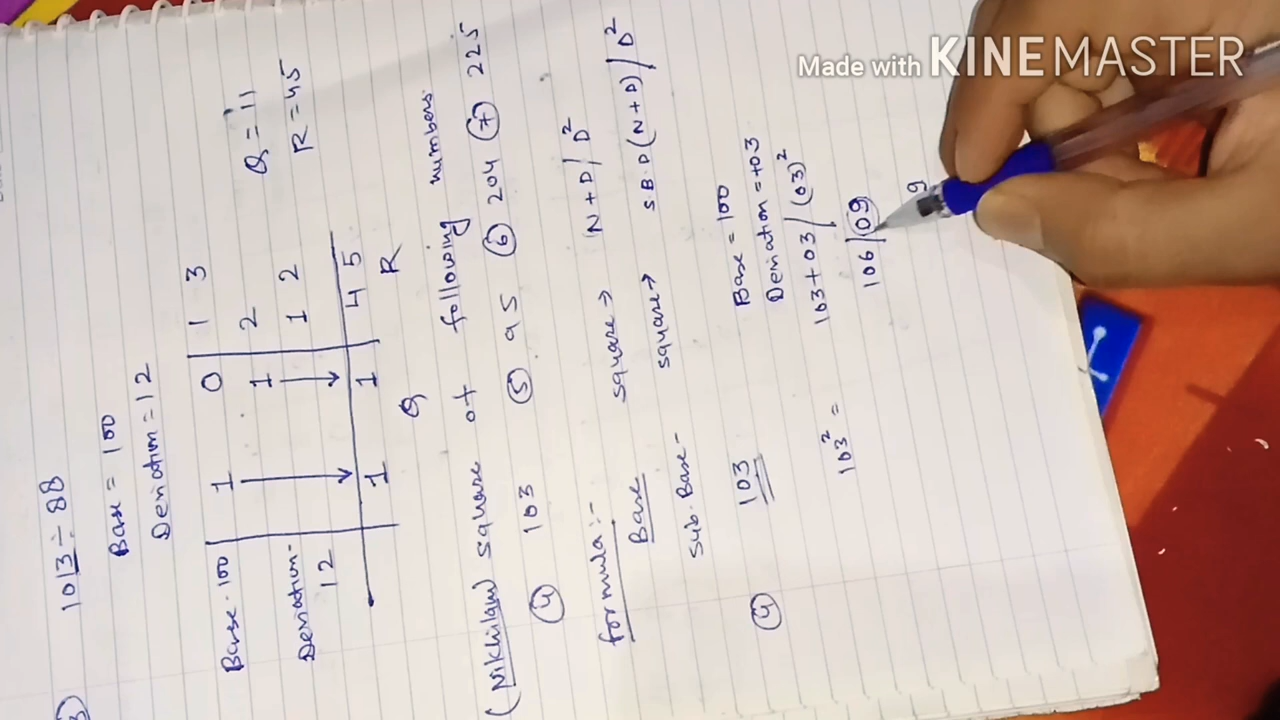 Made with KINEMASTER
3) 1013 ÷ 88
Base = 100
Deviation = 12
Base - 100 | 1 0 | 1 3
Deviation - 12 | 1 | 2
1 2
1 1 | 4 5
Q R
Q = 11
R = 45
(Nikhilam) square of following numbers.
(4) 103 (5) 95 (6) 204 (7) 225
formula:-
Base square → N + D / D²
Sub. Base - square → S.B.D (N + D) / D²
(4) 103
Base = 100
Deviation = +03
103² = 103 + 03 / (03)²
106 / 09
9